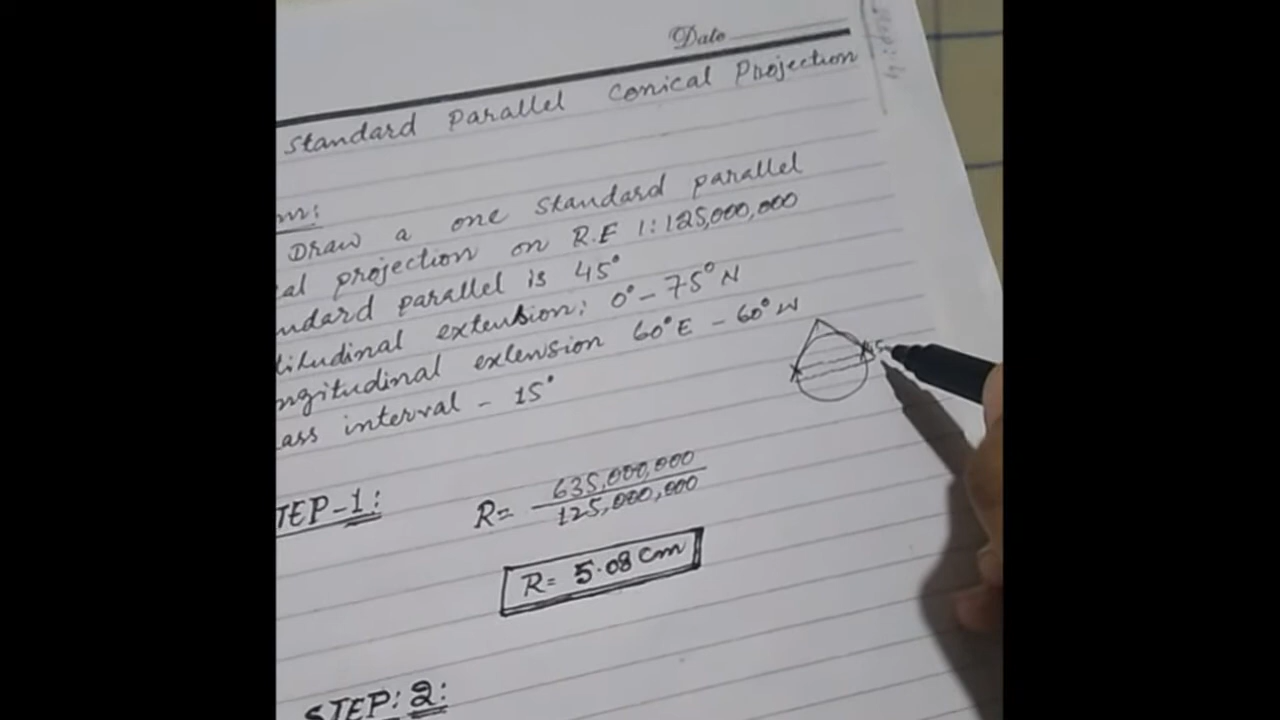 Date
Standard Parallel Conical Projection
Draw a one Standard parallel
projection on R.F 1:125,000,000
parallel is 45°
extension: 0° - 75° N
extension 60° E - 60° W
interval - 15°
45
STEP-1:
R= 635,000,000
125,000,000
R= 5.08 cm
STEP: 2: